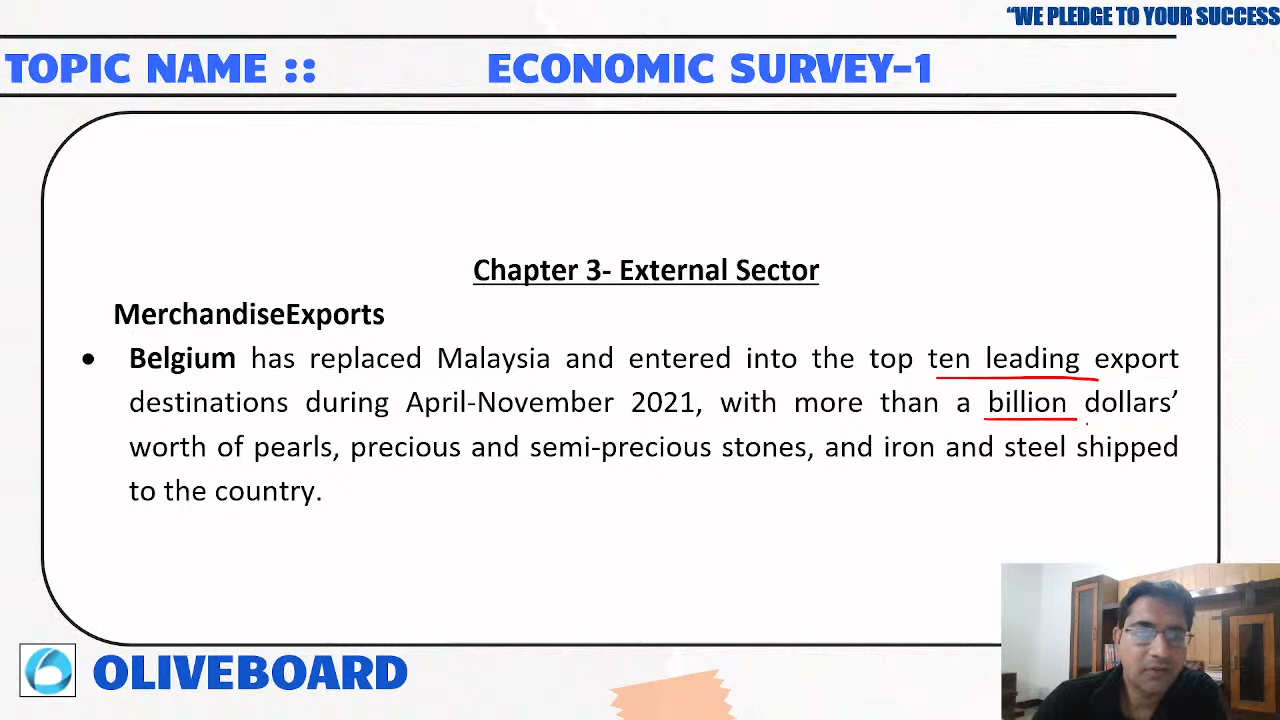 “WE PLEDGE TO YOUR SUCCESS
TOPIC NAME :: ECONOMIC SURVEY-1
Chapter 3- External Sector
MerchandiseExports
• Belgium has replaced Malaysia and entered into the top ten leading export
destinations during April-November 2021, with more than a billion dollars’
worth of pearls, precious and semi-precious stones, and iron and steel shipped
to the country.
OLIVEBOARD